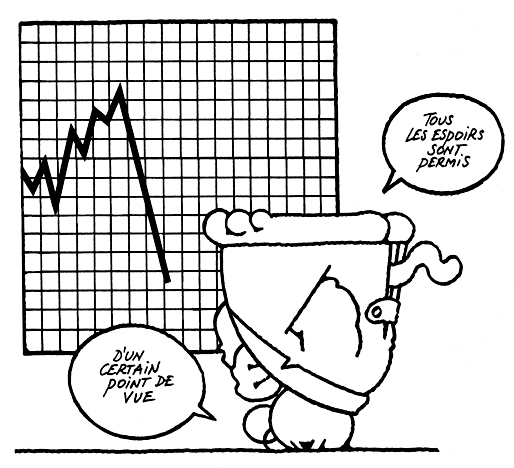 TOUS
LES ESPOIRS
SONT
PERMIS
D'UN
CERTAIN
POINT DE
VUE